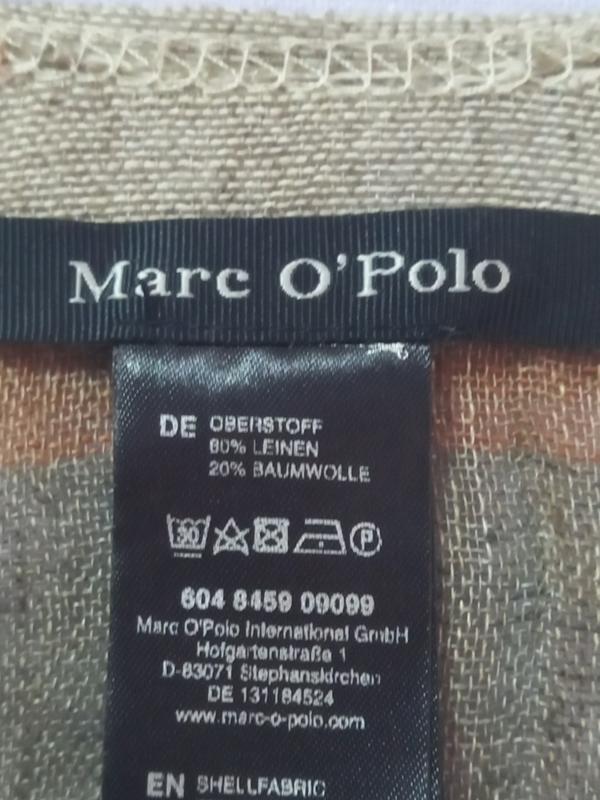 Marc O'Polo
DE OBERSTOFF
80% LEINEN
20% BAUMWOLLE
30 P
604 8459 09099
Marc O'Polo International GmbH
Hofgartenstraße 1
D-83071 Stephanskirchen
DE 131184524
www.marc-o-polo.com
EN SHELLFABRIC